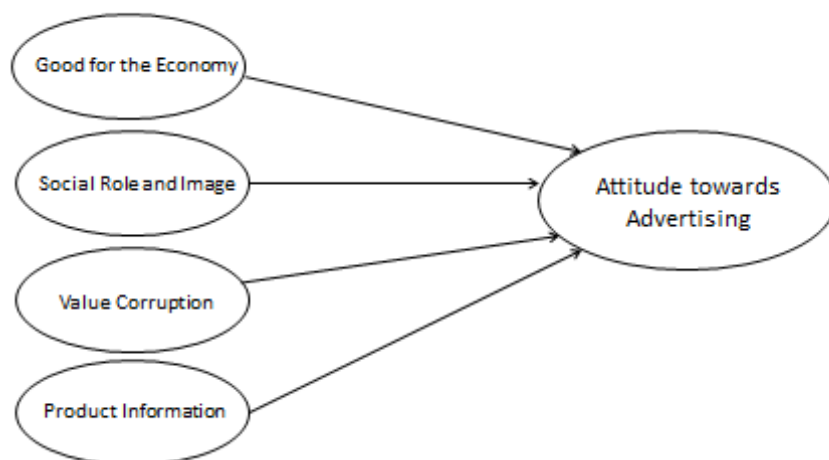 Good for the Economy
Social Role and Image
Value Corruption
Product Information
Attitude towards
Advertising